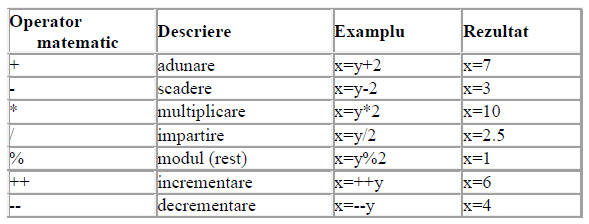 Operator matematic Descriere Examplu Rezultat
+ adunare x=y+2 x=7
- scadere x=y-2 x=3
* multiplicare x=y*2 x=10
/ impartire x=y/2 x=2.5
% modul (rest) x=y%2 x=1
++ incrementare x=++y x=6
-- decrementare x=--y x=4